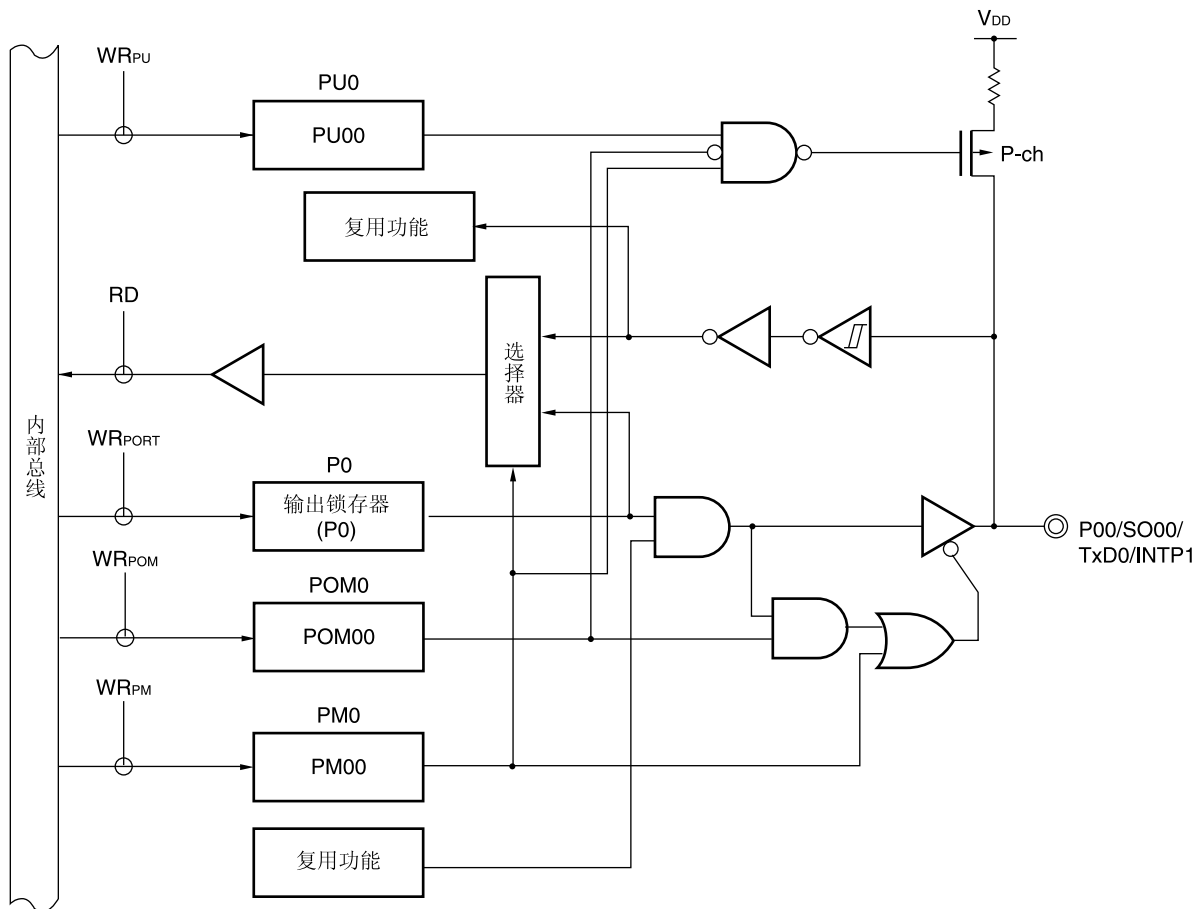 VDD
WRPU
PU0
PU00
P-ch
复用功能
RD
选择器
内部总线
WRPORT
P0
输出锁存器
(P0)
P00/SO00/
TxD0/INTP1
WRPOM
POM0
POM00
WRPM
PM0
PM00
复用功能